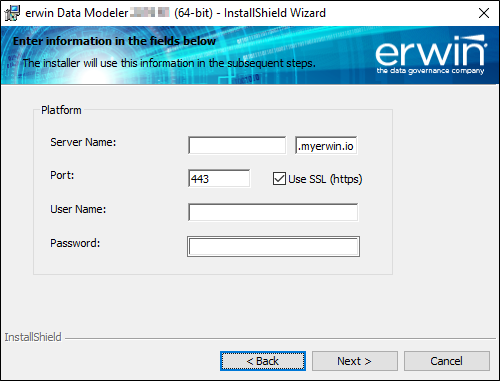 erwin Data Modeler (64-bit) - InstallShield Wizard
Enter information in the fields below
The installer will use this information in the subsequent steps.
erwin
the data governance company
Platform
Server Name: .myerwin.io
Port: 443 Use SSL (https)
User Name:
Password:
InstallShield
< Back Next > Cancel